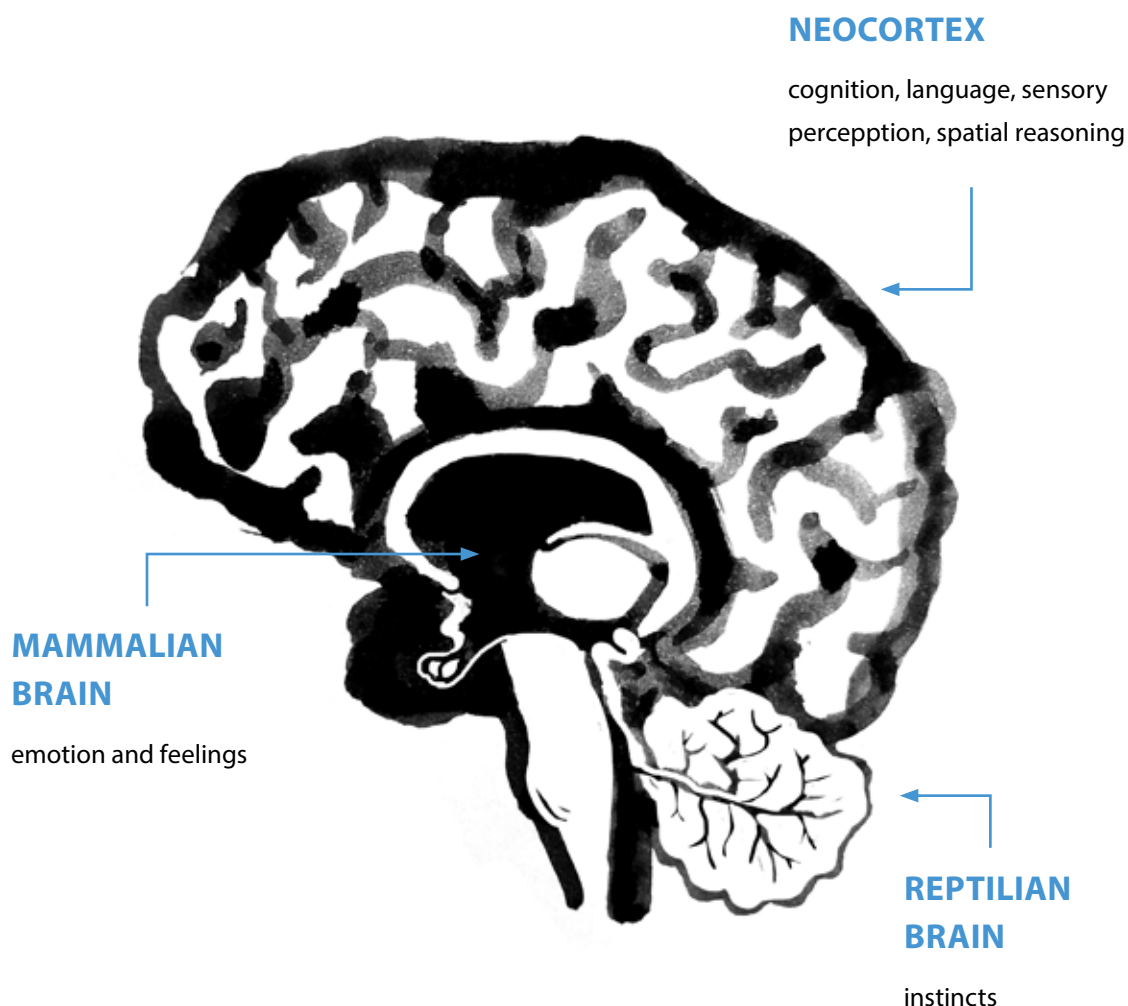 NEOCORTEX
cognition, language, sensory
percepption, spatial reasoning
MAMMALIAN
BRAIN
emotion and feelings
REPTILIAN
BRAIN
instincts